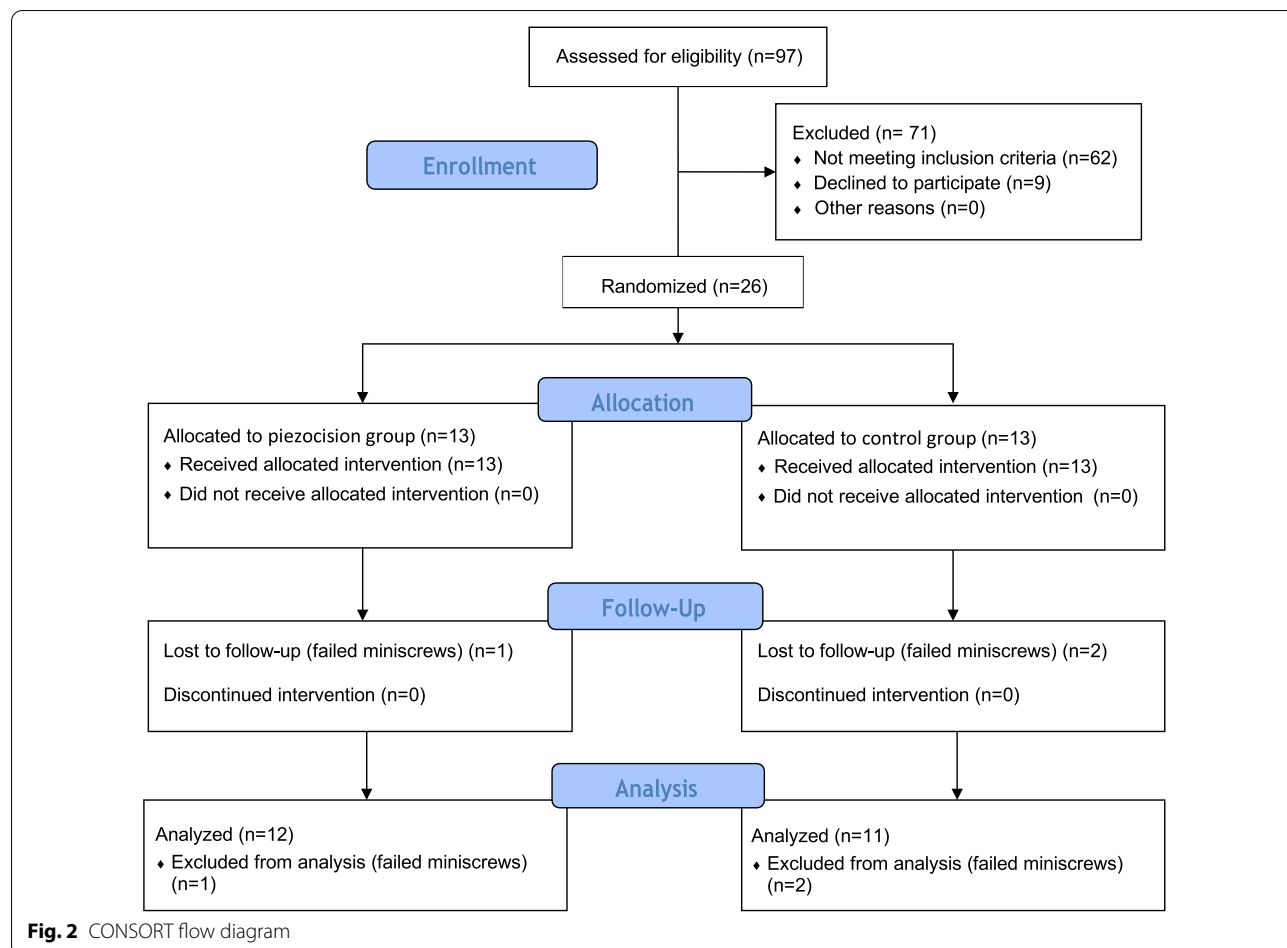 Assessed for eligibility (n=97)
Excluded (n= 71)
♦ Not meeting inclusion criteria (n=62)
♦ Declined to participate (n=9)
♦ Other reasons (n=0)
Enrollment
Randomized (n=26)
Allocation
Allocated to piezocision group (n=13)
♦ Received allocated intervention (n=13)
♦ Did not receive allocated intervention (n=0)
Allocated to control group (n=13)
♦ Received allocated intervention (n=13)
♦ Did not receive allocated intervention (n=0)
Follow-Up
Lost to follow-up (failed miniscrews) (n=1)
Discontinued intervention (n=0)
Lost to follow-up (failed miniscrews) (n=2)
Discontinued intervention (n=0)
Analysis
Analyzed (n=12)
♦ Excluded from analysis (failed miniscrews)
(n=1)
Analyzed (n=11)
♦ Excluded from analysis (failed miniscrews)
(n=2)
Fig. 2 CONSORT flow diagram